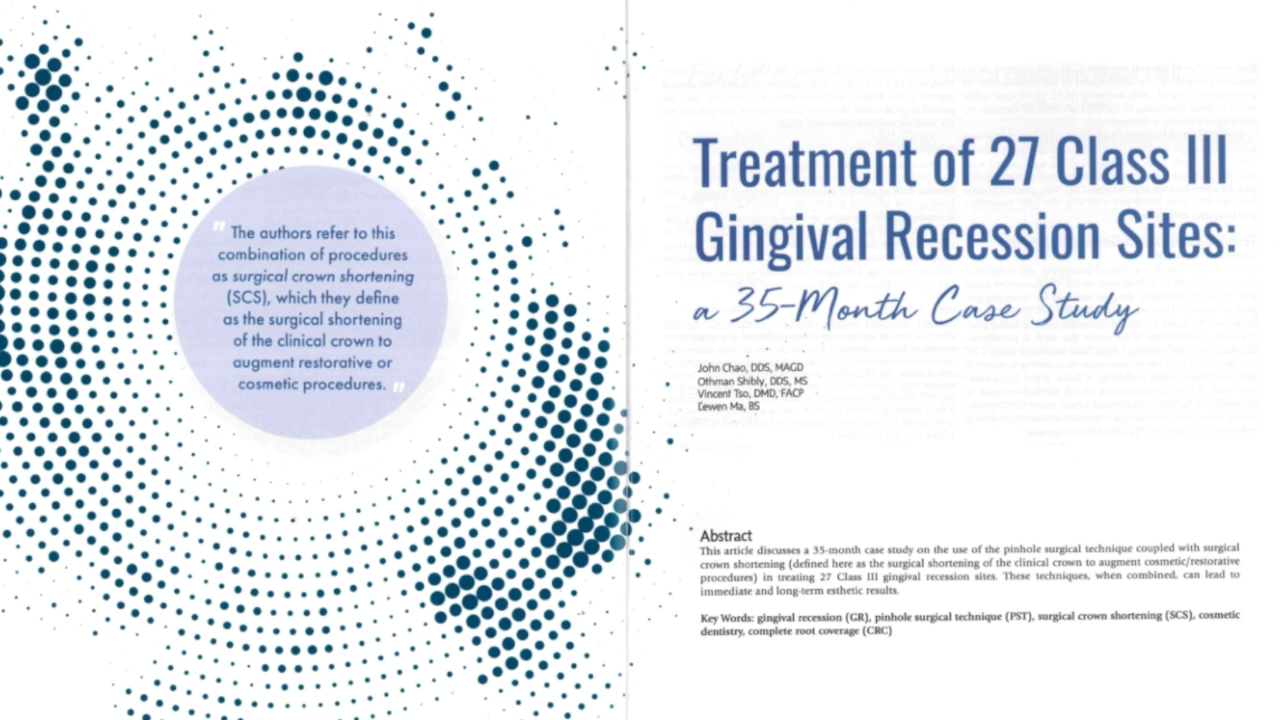 " The authors refer to this
combination of procedures
as surgical crown shortening
(SCS), which they define
as the surgical shortening
of the clinical crown to
augment restorative or
cosmetic procedures. "
Treatment of 27 Class III
Gingival Recession Sites:
a 35-Month Case Study
John Chao, DDS, MAGD
Othman Shibly, DDS, MS
Vincent Tso, DMD, FACP
Lewen Ma, BS
Abstract
This article discusses a 35-month case study on the use of the pinhole surgical technique coupled with surgical
crown shortening (defined here as the surgical shortening of the clinical crown to augment cosmetic/restorative
procedures) in treating 27 Class III gingival recession sites. These techniques, when combined, can lead to
immediate and long-term esthetic results.
Key Words: gingival recession (GR), pinhole surgical technique (PST), surgical crown shortening (SCS), cosmetic
dentistry, complete root coverage (CRC)